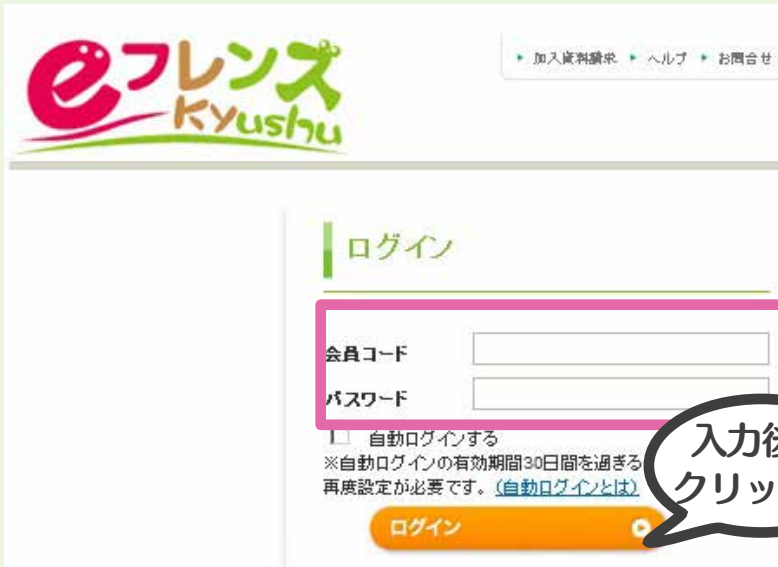 eフレンズ
Kyushu
加入資料請求 ヘルプ お問合せ
ログイン
会員コード
パスワード
自動ログインする
※自動ログインの有効期間30日間を過ぎる
再度設定が必要です。(自動ログインとは)
入力後
クリッ
ログイン